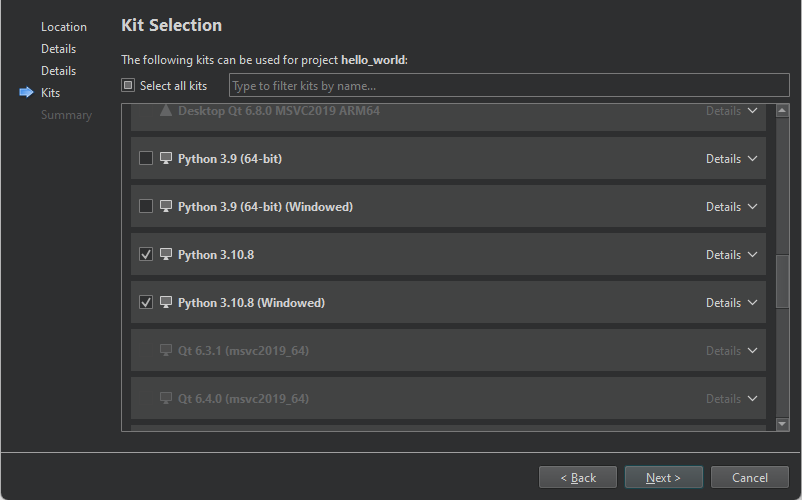 Location
Details
Details
Kits
Summary
Kit Selection
The following kits can be used for project hello_world:
Select all kits
Type to filter kits by name...
Desktop Qt 6.8.0 MSVC2019 ARM64 Details
Python 3.9 (64-bit) Details
Python 3.9 (64-bit) (Windowed) Details
Python 3.10.8 Details
Python 3.10.8 (Windowed) Details
Qt 6.3.1 (msvc2019_64) Details
Qt 6.4.0 (msvc2019_64) Details
< Back
Next >
Cancel